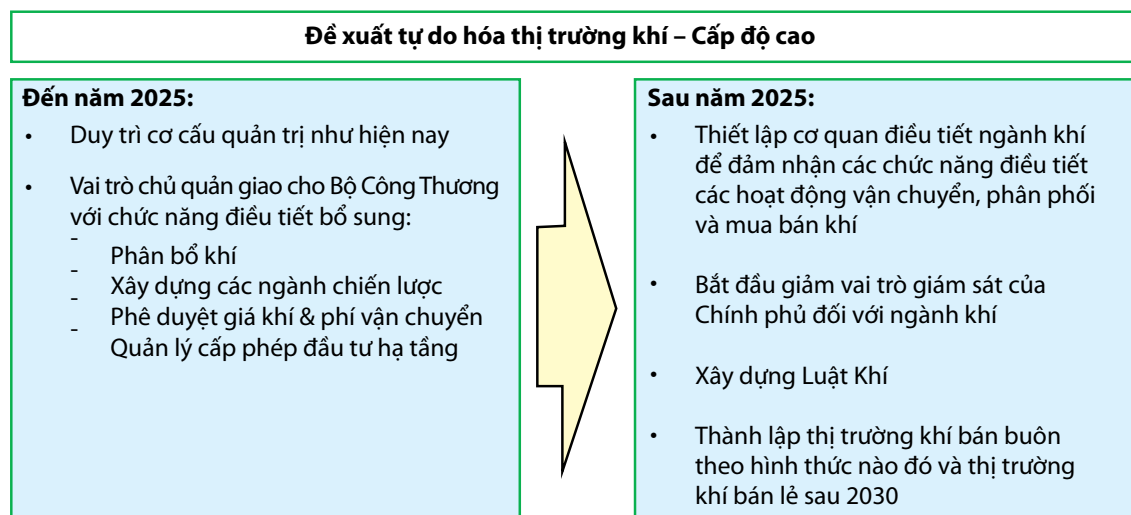 Đề xuất tự do hóa thị trường khí – Cấp độ cao
Đến năm 2025:
• Duy trì cơ cấu quản trị như hiện nay
• Vai trò chủ quản giao cho Bộ Công Thương
với chức năng điều tiết bổ sung:
- Phân bổ khí
- Xây dựng các ngành chiến lược
- Phê duyệt giá khí & phí vận chuyển
- Quản lý cấp phép đầu tư hạ tầng
Sau năm 2025:
• Thiết lập cơ quan điều tiết ngành khí
để đảm nhận các chức năng điều tiết
các hoạt động vận chuyển, phân phối
và mua bán khí
• Bắt đầu giảm vai trò giám sát của
Chính phủ đối với ngành khí
• Xây dựng Luật Khí
• Thành lập thị trường khí bán buôn
theo hình thức nào đó và thị trường
khí bán lẻ sau 2030